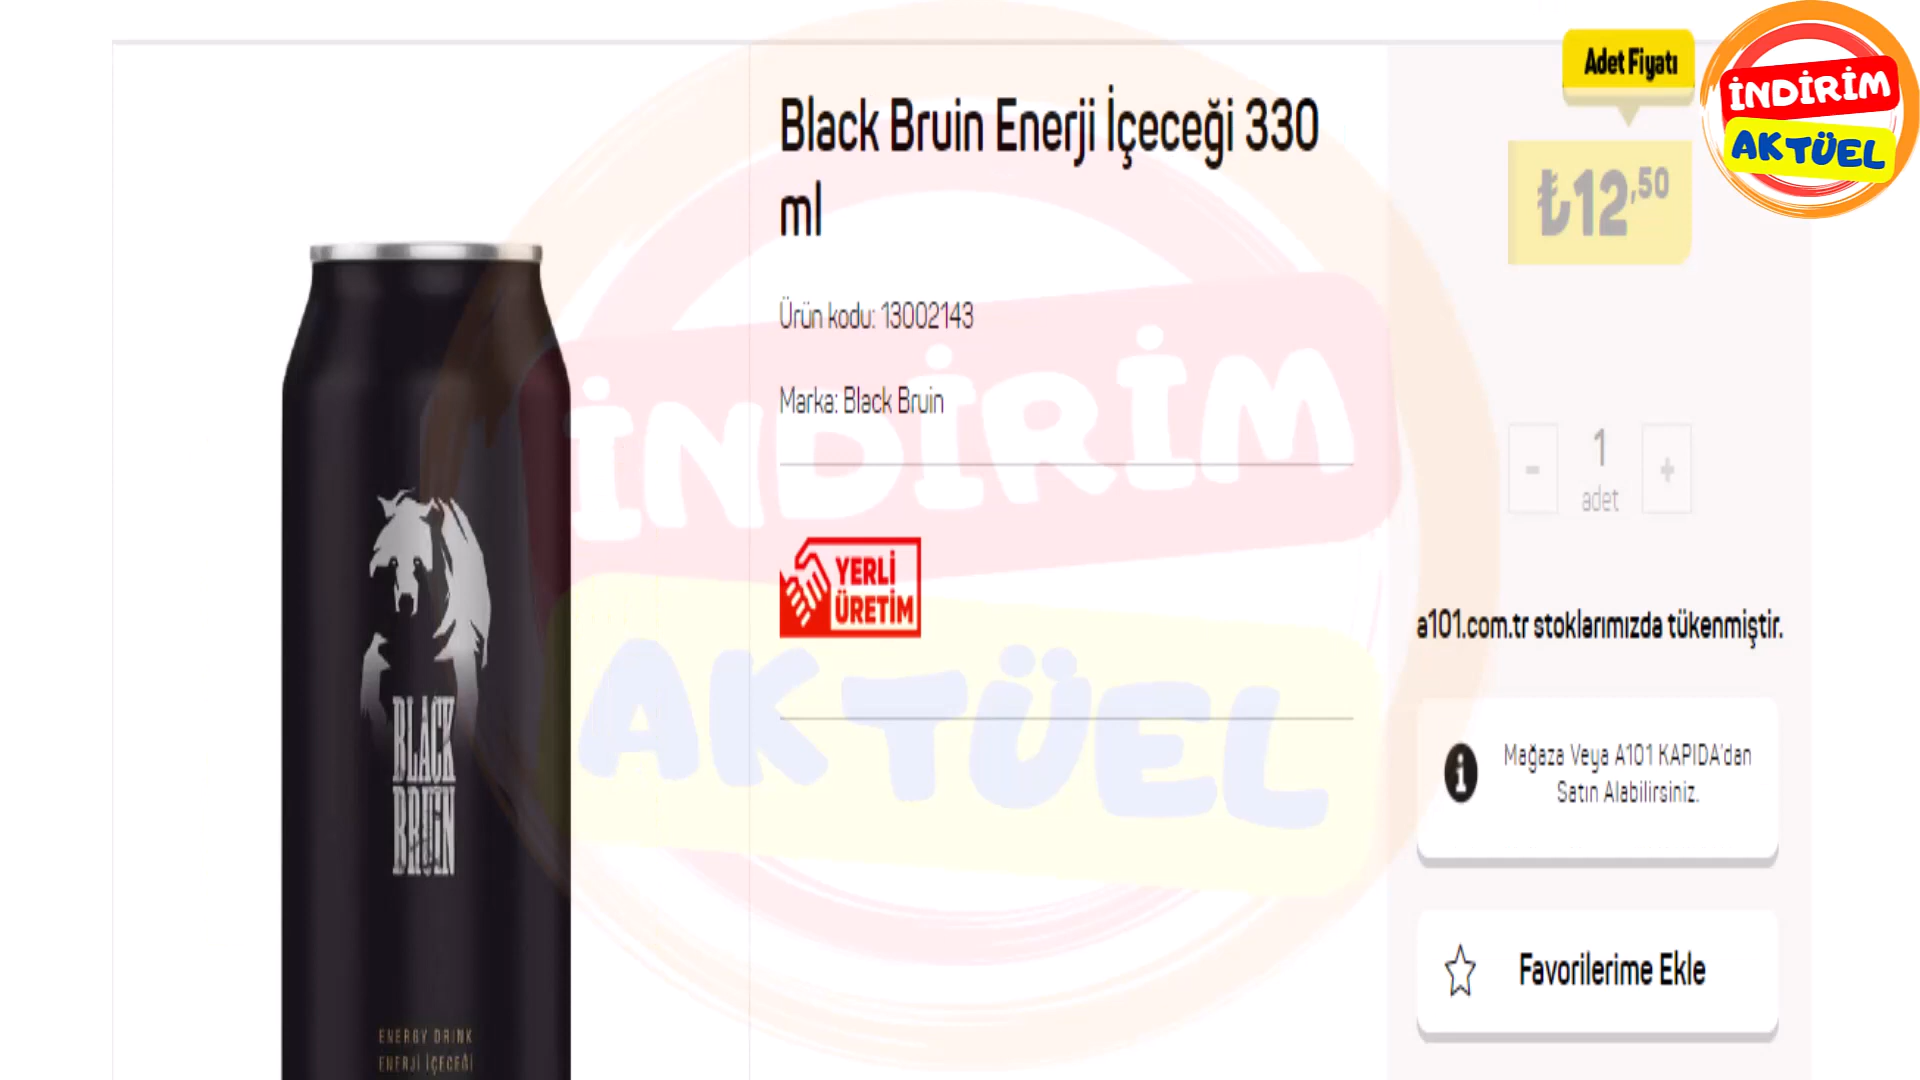 Adet Fiyatı
İNDİRİM
AKTÜEL
Black Bruin Enerji İçeceği 330
ml
₺12,50
Ürün kodu: 13002143
Marka: Black Bruin
İNDİRİM
AKTÜEL
1
adet
YERLİ
ÜRETİM
a101.com.tr stoklarımızda tükenmiştir.
Mağaza Veya A101 KAPIDA'dan
Satın Alabilirsiniz.
Favorilerime Ekle
BLACK
BRUIN
ENERGY DRINK
ENERJİ İÇECEĞİ